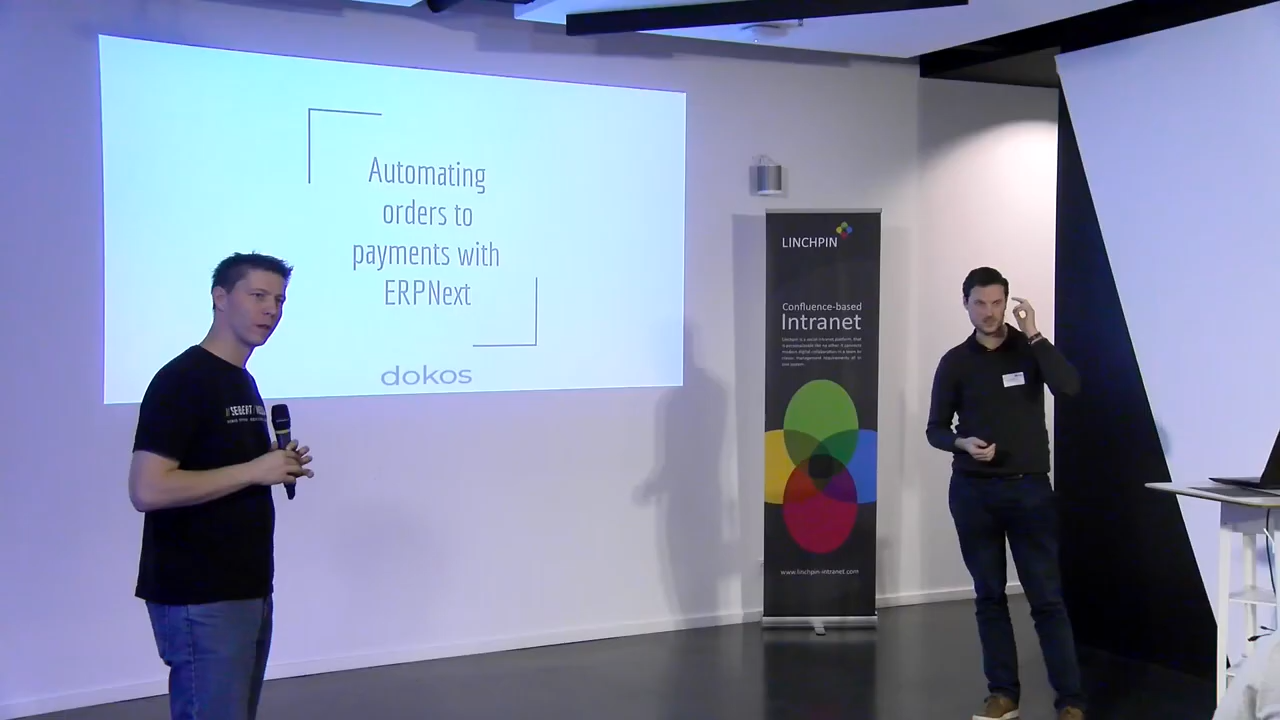 Automating
orders to
payments with
ERPNext
dokos
LINCHPIN
Confluence-based
Intranet
www.linchpin-intranet.com